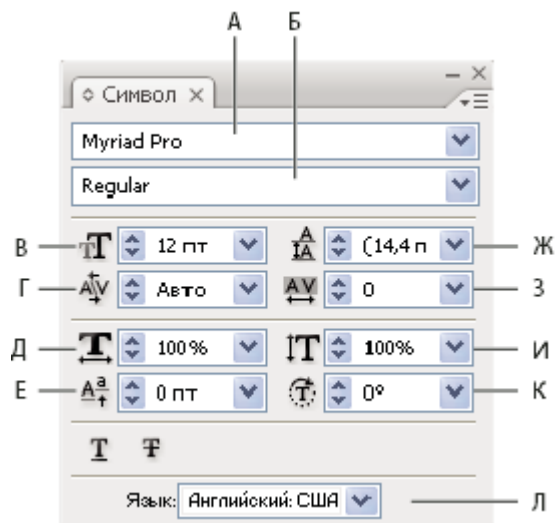 А Б
Символ
Myriad Pro
Regular
В 12 пт (14,4 п Ж
Г Авто 0 З
Д 100% 100% И
Е 0 пт 0° К
Язык: Английский: США Л